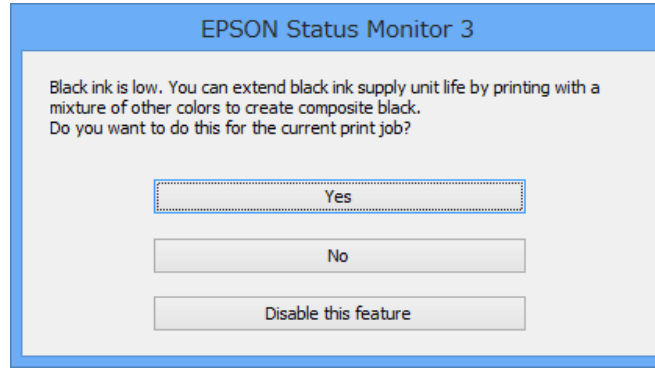 EPSON Status Monitor 3
Black ink is low. You can extend black ink supply unit life by printing with a
mixture of other colors to create composite black.
Do you want to do this for the current print job?
Yes
No
Disable this feature